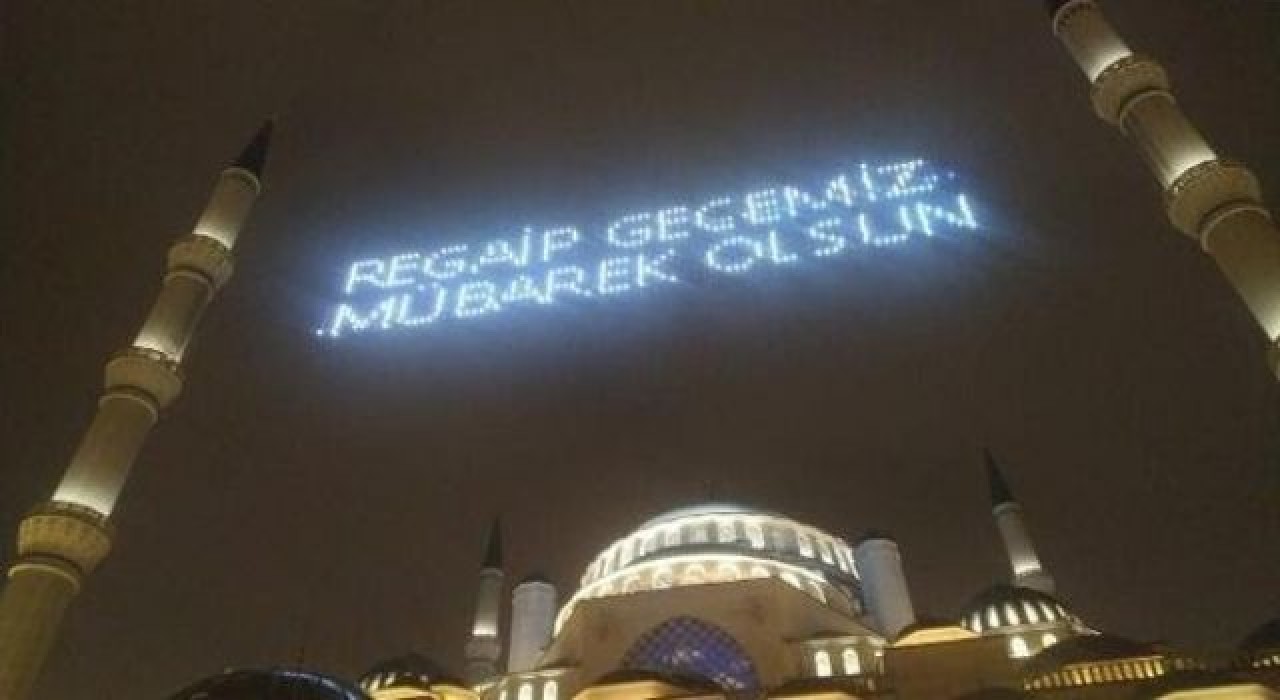 REGAİP GECEMİZ
MÜBAREK OLSUN